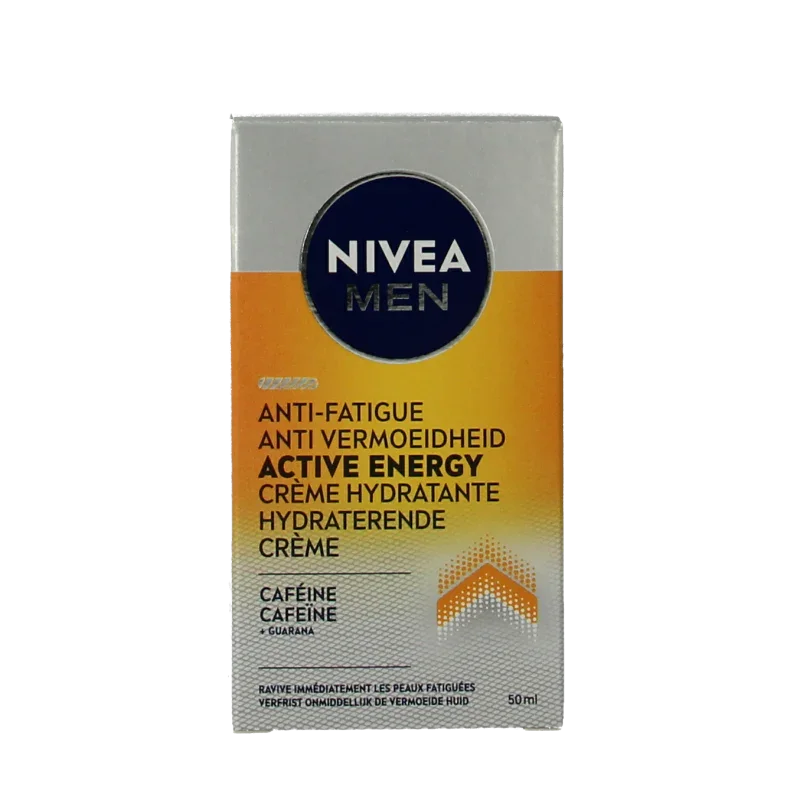 NIVEA
MEN
ANTI-FATIGUE
ANTI VERMOEIDHEID
ACTIVE ENERGY
CRÈME HYDRATANTE
HYDRATERENDE
CRÈME
CAFÉINE
CAFEÏNE
+ GUARANA
RAVIVE IMMÉDIATEMENT LES PEAUX FATIGUÉES
VERFRIST ONMIDDELLIJK DE VERMOEIDE HUID
50 ml